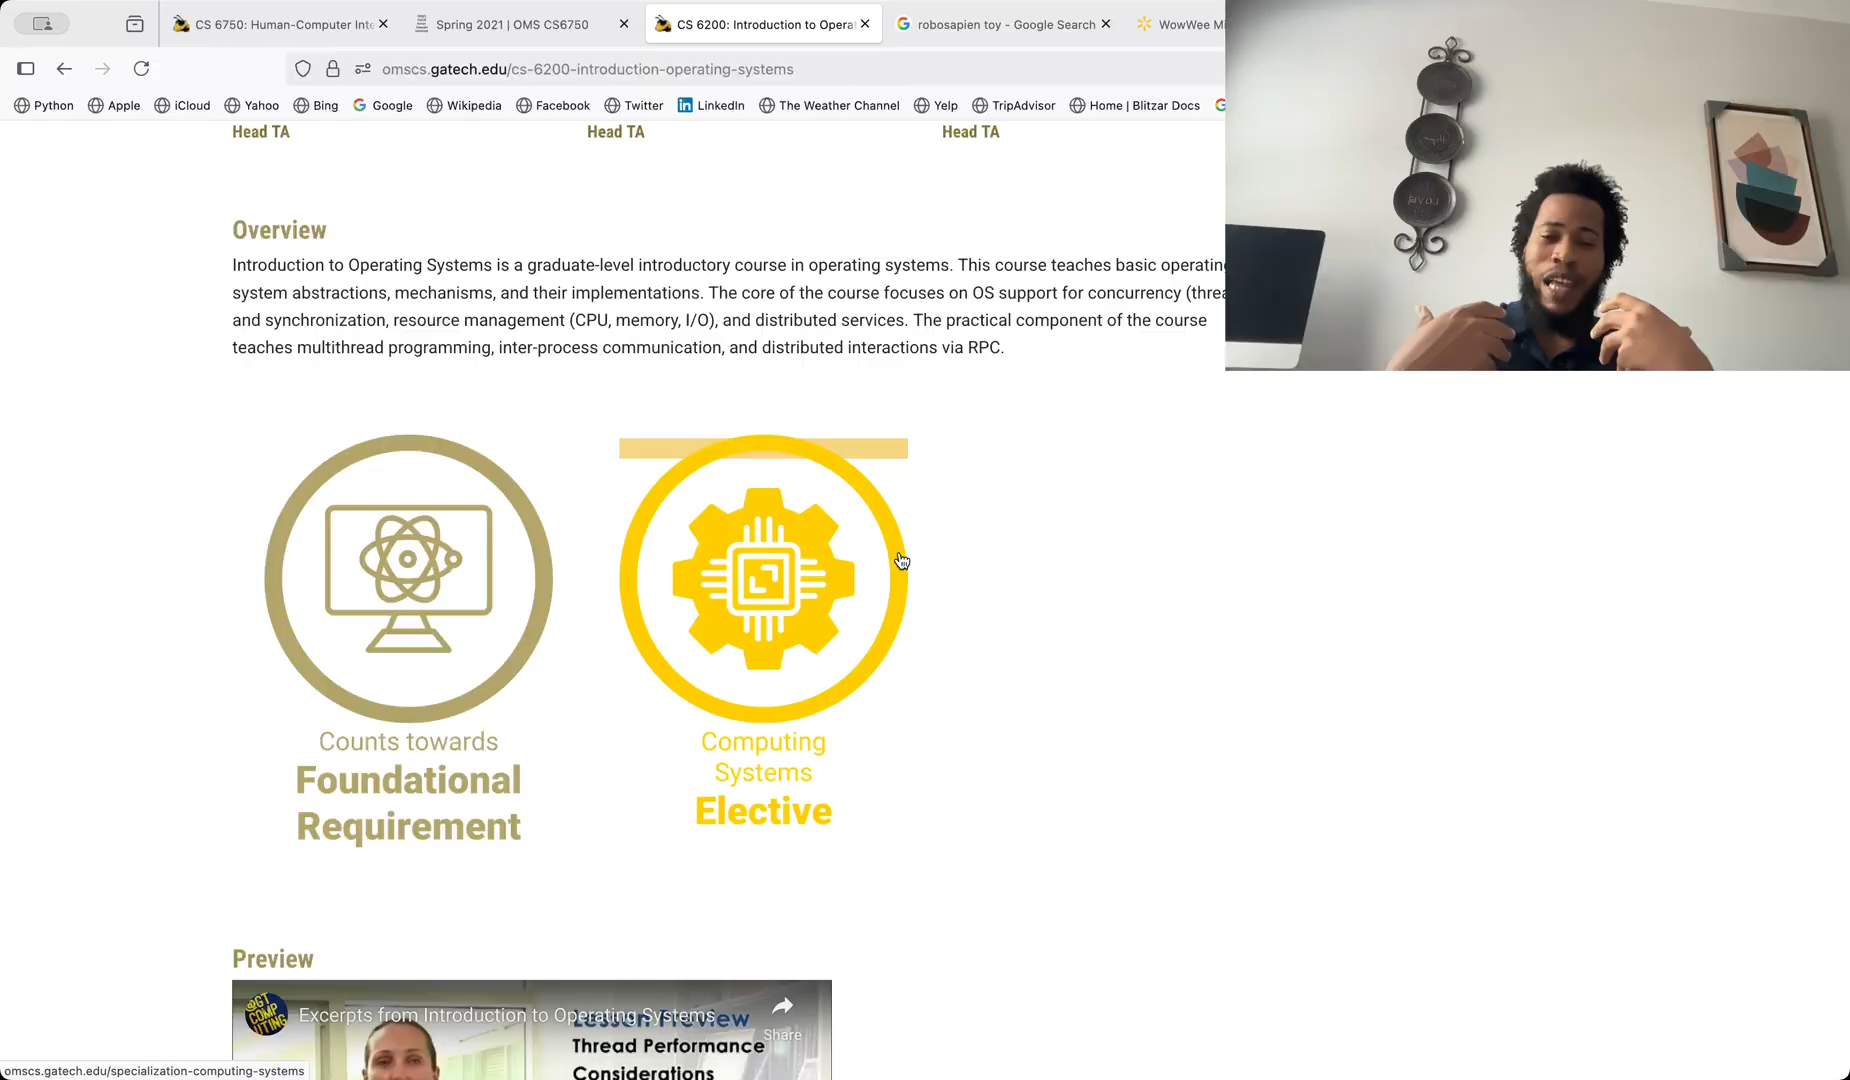 CS 6750: Human-Computer Inte
Spring 2021 | OMS CS6750
CS 6200: Introduction to Opera
robosapien toy - Google Search
WowWee Mi
omscs.gatech.edu/cs-6200-introduction-operating-systems
Python
Apple
iCloud
Yahoo
Bing
Google
Wikipedia
Facebook
Twitter
LinkedIn
The Weather Channel
Yelp
TripAdvisor
Home | Blitzar Docs
Head TA
Head TA
Head TA
Overview
Introduction to Operating Systems is a graduate-level introductory course in operating systems. This course teaches basic operating
system abstractions, mechanisms, and their implementations. The core of the course focuses on OS support for concurrency (threa
and synchronization, resource management (CPU, memory, I/O), and distributed services. The practical component of the course
teaches multithread programming, inter-process communication, and distributed interactions via RPC.
Counts towards
Foundational
Requirement
Computing
Systems
Elective
Preview
@GT
COMP
UTING
Excerpts from Introduction to Operating Systems
Lesson Preview
Share
Thread Performance
Considerations
omscs.gatech.edu/specialization-computing-systems